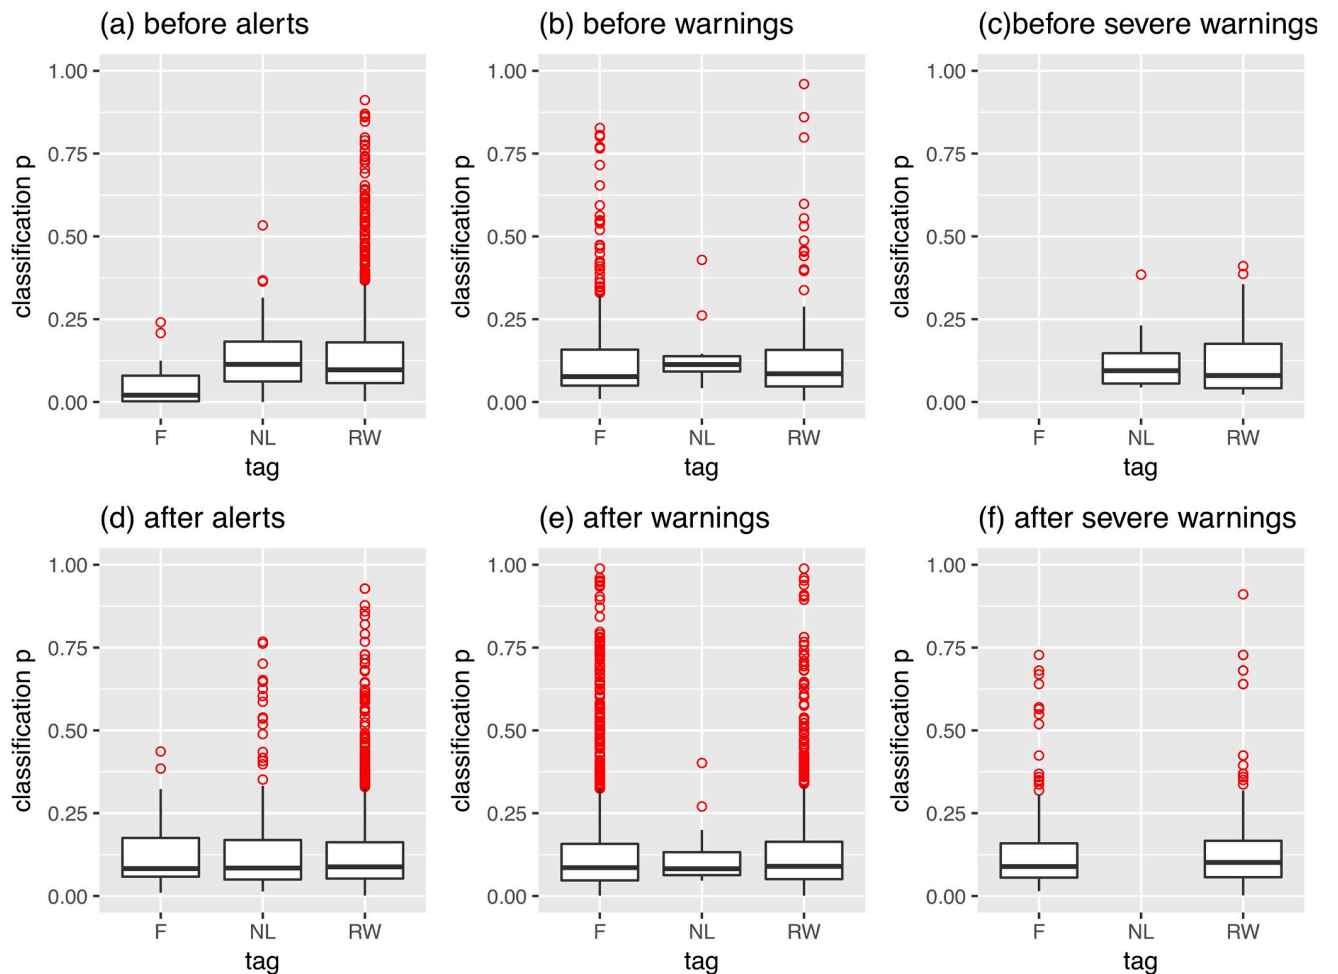 (a) before alerts
(b) before warnings
(c)before severe warnings
1.00
0.75
0.50
0.25
0.00
classification p
F NL RW
tag
1.00
0.75
0.50
0.25
0.00
classification p
F NL RW
tag
1.00
0.75
0.50
0.25
0.00
classification p
F NL RW
tag
(d) after alerts
(e) after warnings
(f) after severe warnings
1.00
0.75
0.50
0.25
0.00
classification p
F NL RW
tag
1.00
0.75
0.50
0.25
0.00
classification p
F NL RW
tag
1.00
0.75
0.50
0.25
0.00
classification p
F NL RW
tag